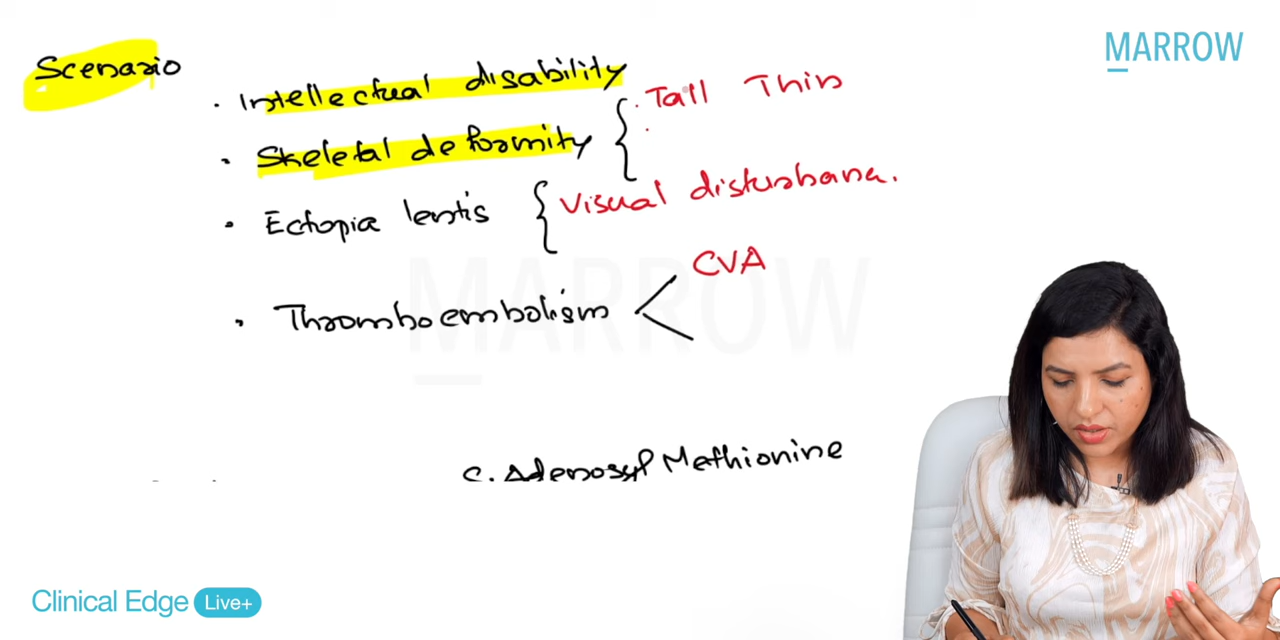 MARROW
Scenario
. Intellectual disability
. Skeletal deformity
{ . Tall Thin
.
. Ectopia lentis { Visual disturbance.
. Thromboembolism < CVA
MARROW
S. Adenosyl Methionine
Clinical Edge Live+